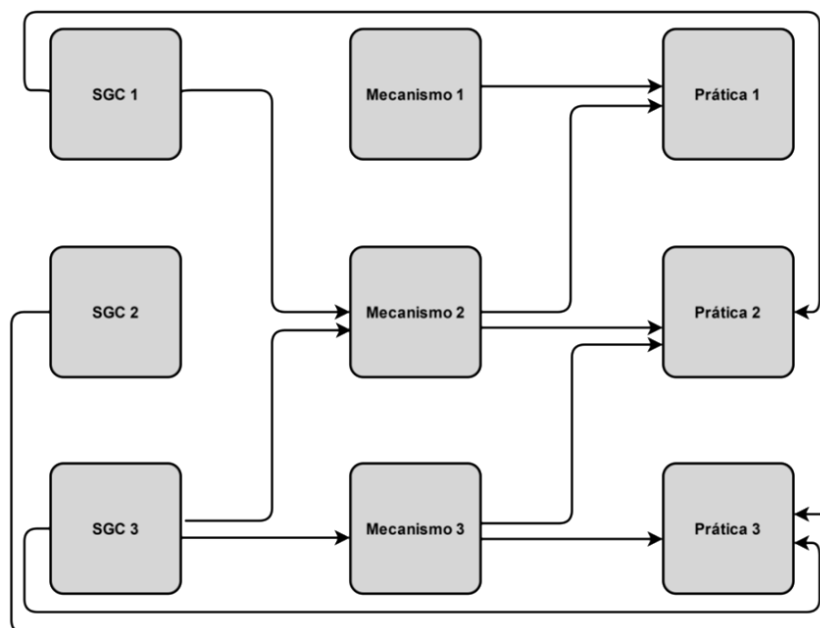 SGC 1
Mecanismo 1
Prática 1
SGC 2
Mecanismo 2
Prática 2
SGC 3
Mecanismo 3
Prática 3